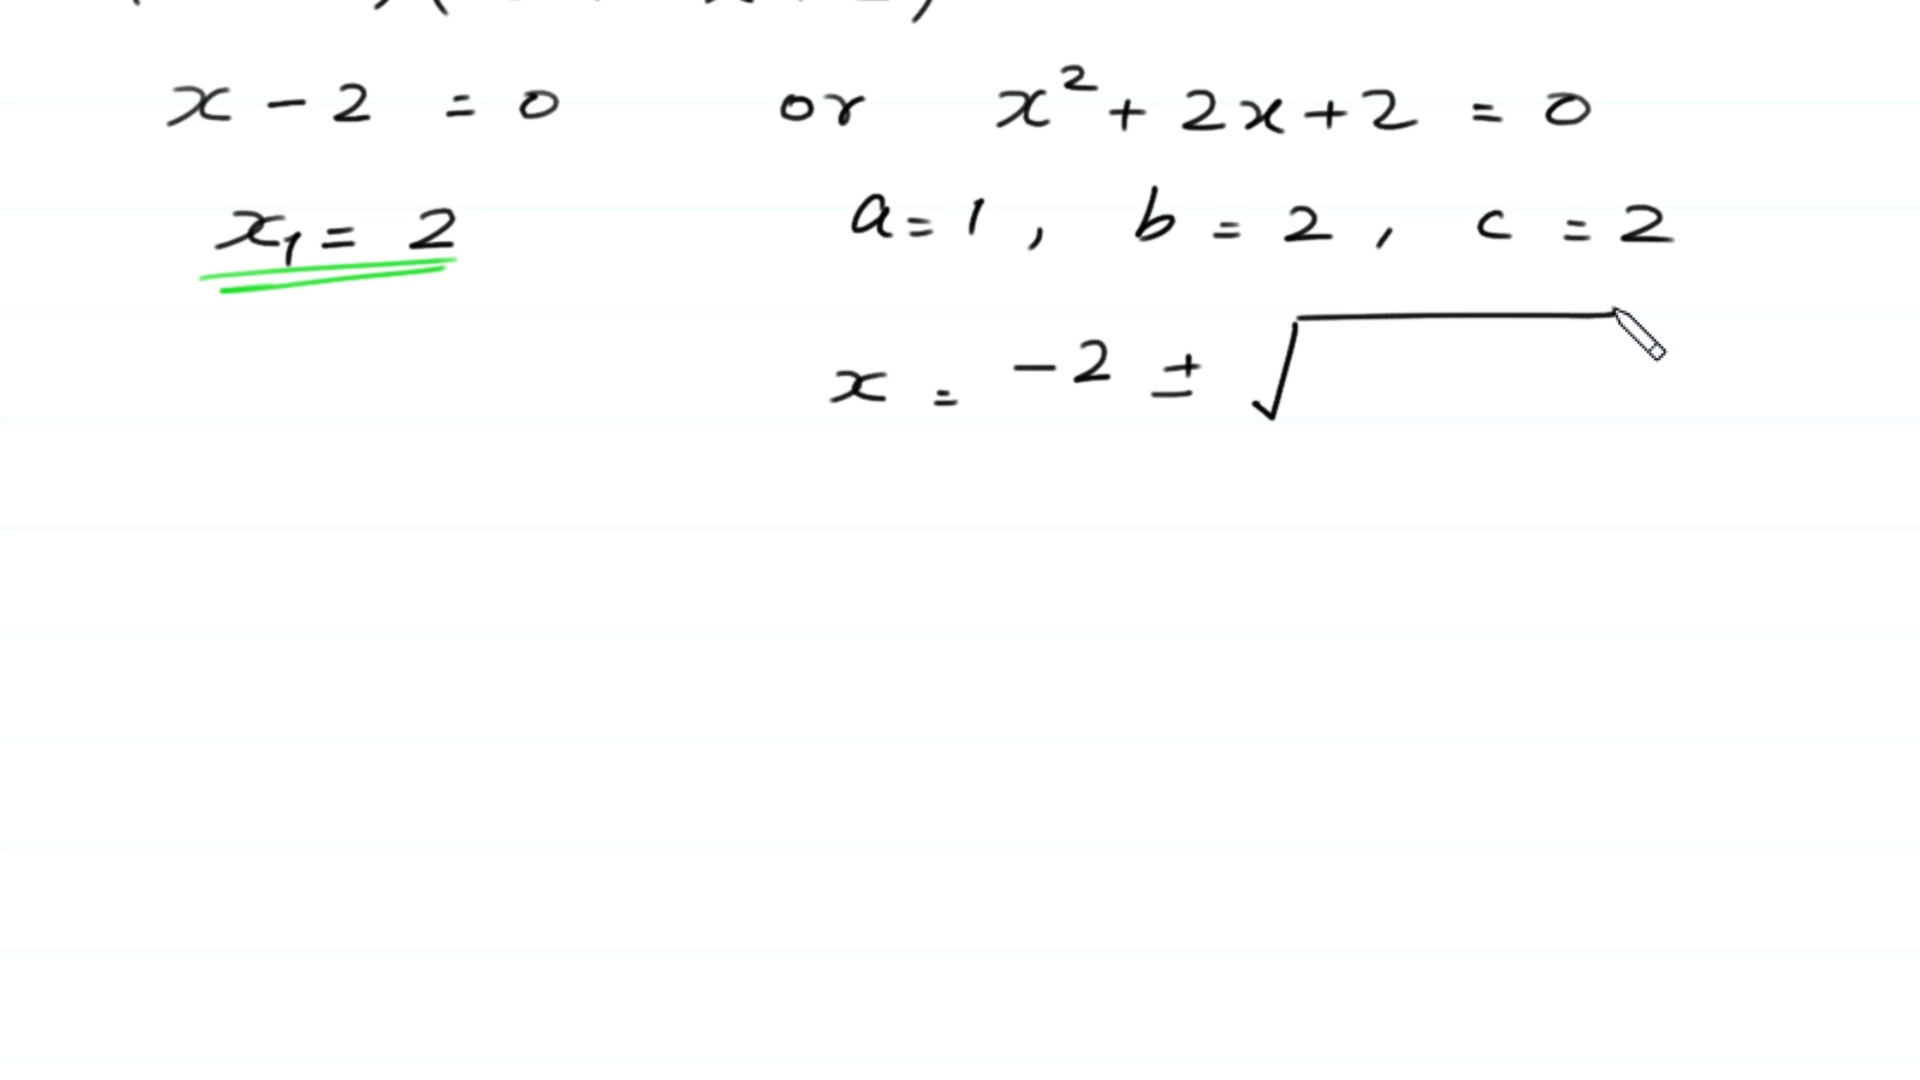 x - 2 = 0 or x² + 2x + 2 = 0
x₁ = 2 a = 1 , b = 2 , c = 2
x = -2 ± √